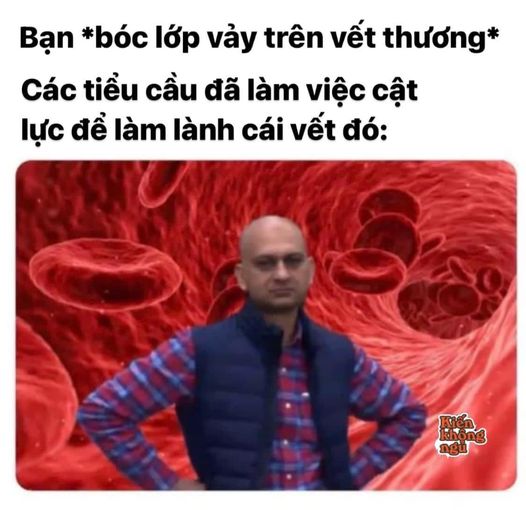 Bạn *bóc lớp vảy trên vết thương*
Các tiểu cầu đã làm việc cật
lực để làm lành cái vết đó:
Kiến
không
ngủ